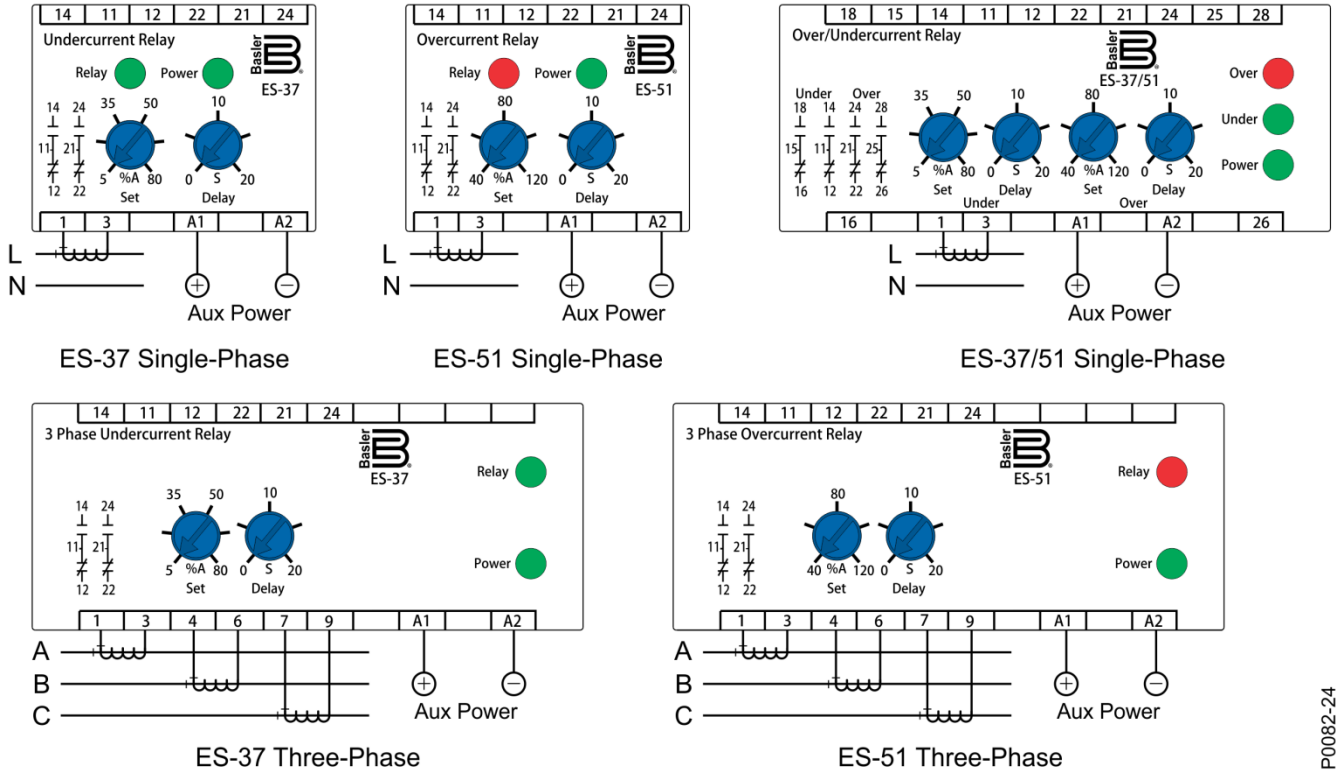 14 11 12 22 21 24
Undercurrent Relay
Basler
ES-37
Relay Power
14 24
11 21
12 22
35 50
5 %A 80
Set
10
0 S 20
Delay
1 3 A1 A2
L
N
Aux Power
ES-37 Single-Phase
14 11 12 22 21 24
Overcurrent Relay
Basler
ES-51
Relay Power
14 24
11 21
12 22
80
40 %A 120
Set
10
0 S 20
Delay
1 3 A1 A2
L
N
Aux Power
ES-51 Single-Phase
18 15 14 11 12 22 21 24 25 28
Over/Undercurrent Relay
Basler
ES-37/51
Over
Under
Power
Under Over
18 14 24 28
15 11 21 25
16 12 22 26
35 50
5 %A 80
Set
10
0 S 20
Delay
80
40 %A 120
Set
10
0 S 20
Delay
Under Over
16 1 3 A1 A2 26
L
N
Aux Power
ES-37/51 Single-Phase
14 11 12 22 21 24
3 Phase Undercurrent Relay
Basler
ES-37
Relay
Power
14 24
11 21
12 22
35 50
5 %A 80
Set
10
0 S 20
Delay
1 3 4 6 7 9 A1 A2
A
B
C
Aux Power
ES-37 Three-Phase
14 11 12 22 21 24
3 Phase Overcurrent Relay
Basler
ES-51
Relay
Power
14 24
11 21
12 22
80
40 %A 120
Set
10
0 S 20
Delay
1 3 4 6 7 9 A1 A2
A
B
C
Aux Power
ES-51 Three-Phase
P0082-24